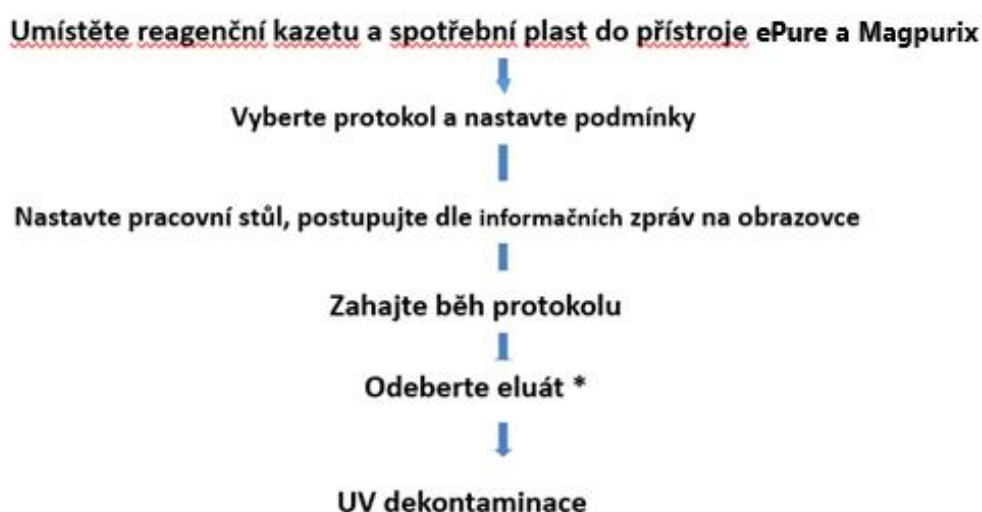 Umístěte reagenční kazetu a spotřební plast do přístroje ePure a Magpurix
Vyberte protokol a nastavte podmínky
Nastavte pracovní stůl, postupujte dle informačních zpráv na obrazovce
Zahajte běh protokolu
Odeberte eluát *
UV dekontaminace